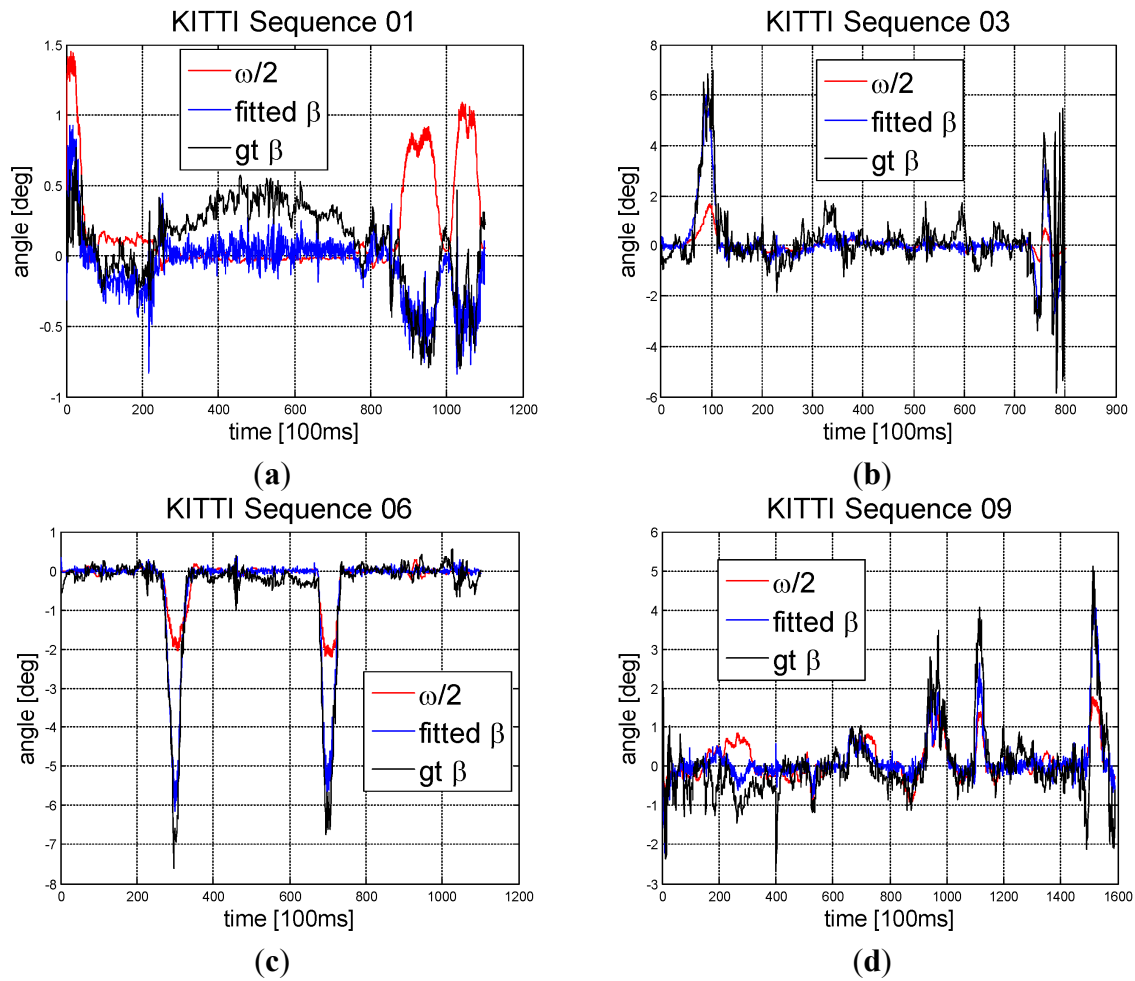 KITTI Sequence 01
1.5
1
0.5
0
-0.5
-1
angle [deg]
ω/2
fitted β
gt β
0 200 400 600 800 1000 1200
time [100ms]
(a)
KITTI Sequence 03
8
6
4
2
0
-2
-4
-6
angle [deg]
ω/2
fitted β
gt β
0 100 200 300 400 500 600 700 800 900
time [100ms]
(b)
KITTI Sequence 06
1
0
-1
-2
-3
-4
-5
-6
-7
-8
angle [deg]
ω/2
fitted β
gt β
0 200 400 600 800 1000 1200
time [100ms]
(c)
KITTI Sequence 09
6
5
4
3
2
1
0
-1
-2
-3
angle [deg]
ω/2
fitted β
gt β
0 200 400 600 800 1000 1200 1400 1600
time [100ms]
(d)